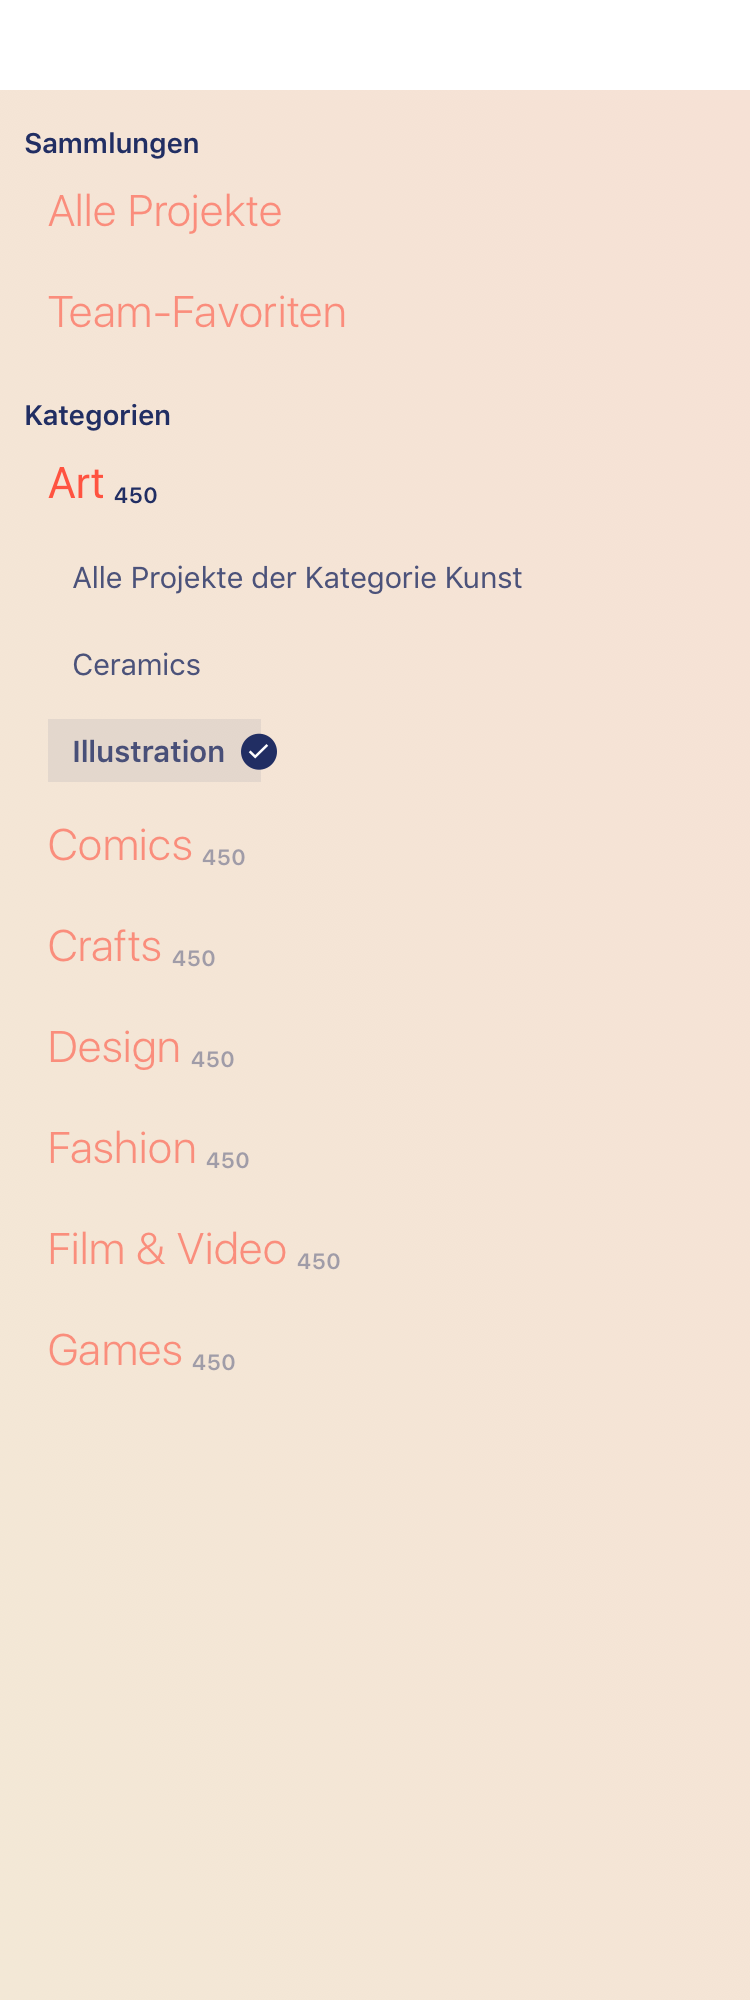 Sammlungen
Alle Projekte
Team-Favoriten
Kategorien
Art 450
Alle Projekte der Kategorie Kunst
Ceramics
Illustration
Comics 450
Crafts 450
Design 450
Fashion 450
Film & Video 450
Games 450